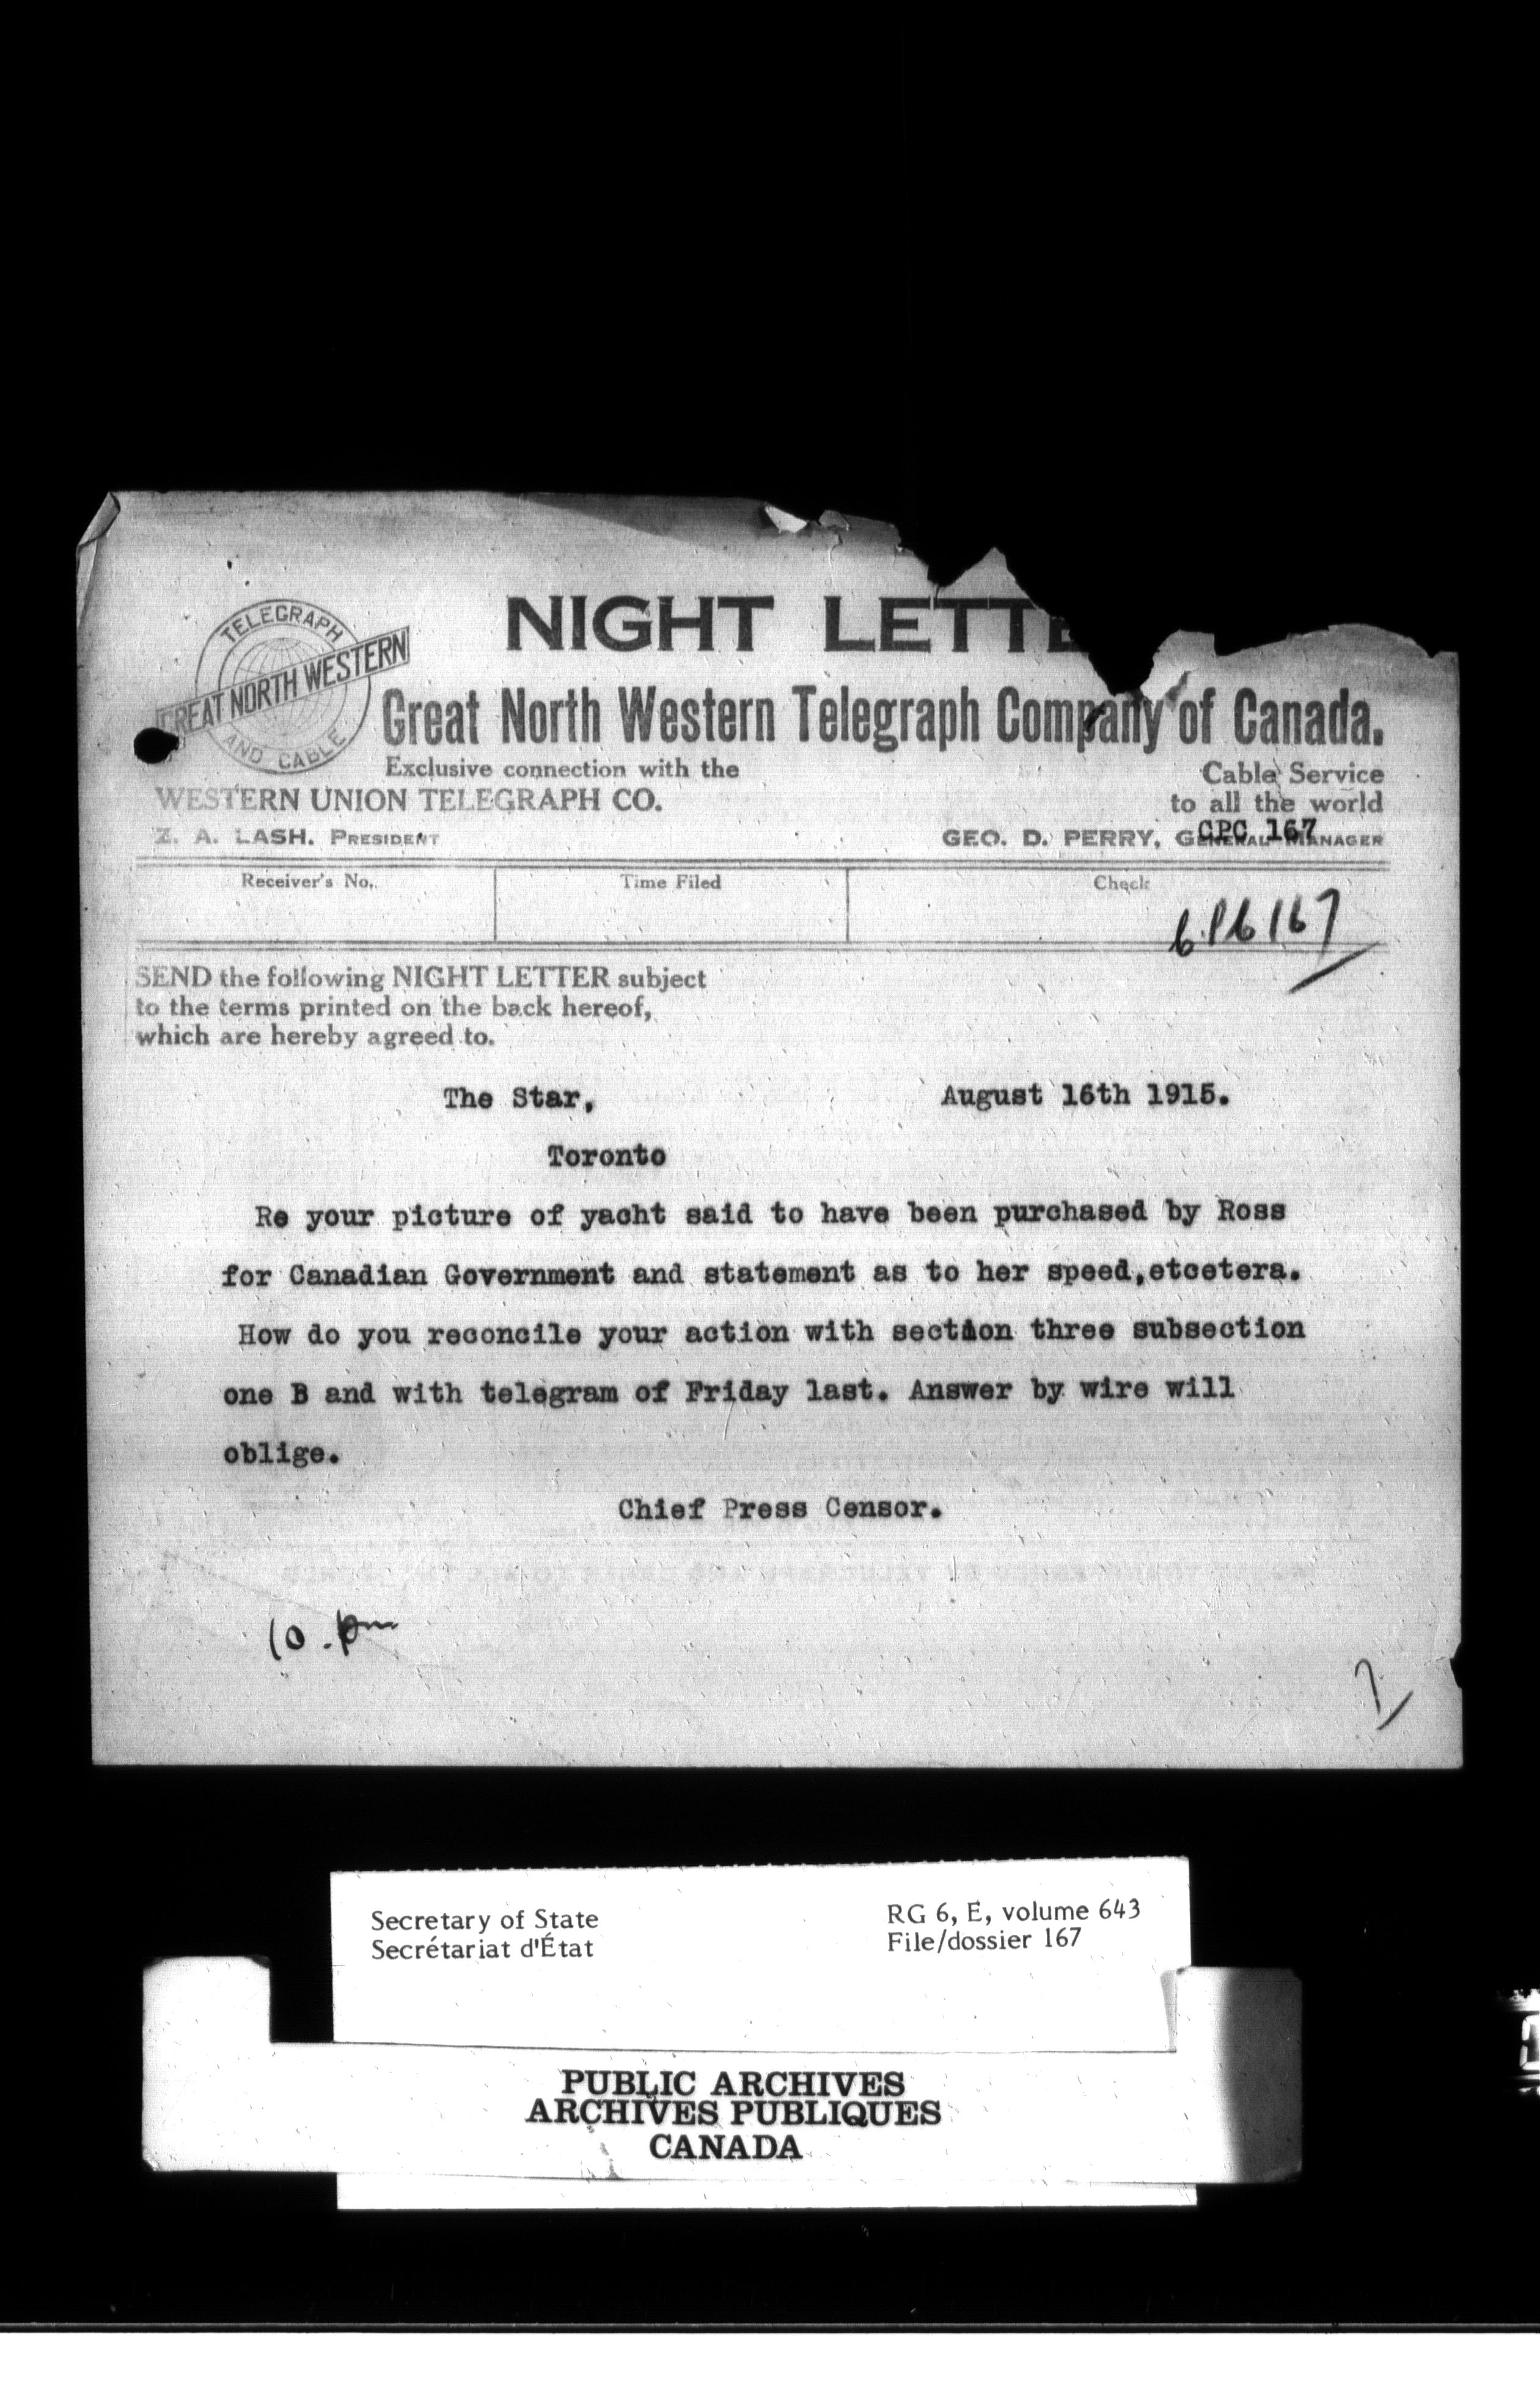 NIGHT LETTE
TELEGRAPH
GREAT NORTH WESTERN
AND CABLE
Great North Western Telegraph Company of Canada.
Exclusive connection with the
WESTERN UNION TELEGRAPH CO.
Cable Service
to all the world
Z. A. LASH, PRESIDENT
GEO. D. PERRY, GENERAL MANAGER
CPC 167
Receiver's No. Time Filed Check
167
SEND the following NIGHT LETTER subject
to the terms printed on the back hereof,
which are hereby agreed to.
The Star, August 16th 1915.
Toronto
Re your picture of yacht said to have been purchased by Ross
for Canadian Government and statement as to her speed,etcetera.
How do you reconcile your action with section three subsection
one B and with telegram of Friday last. Answer by wire will
oblige.
Chief Press Censor.
10.pm
Secretary of State
Secrétariat d'État
RG 6, E, volume 643
File/dossier 167
PUBLIC ARCHIVES
ARCHIVES PUBLIQUES
CANADA